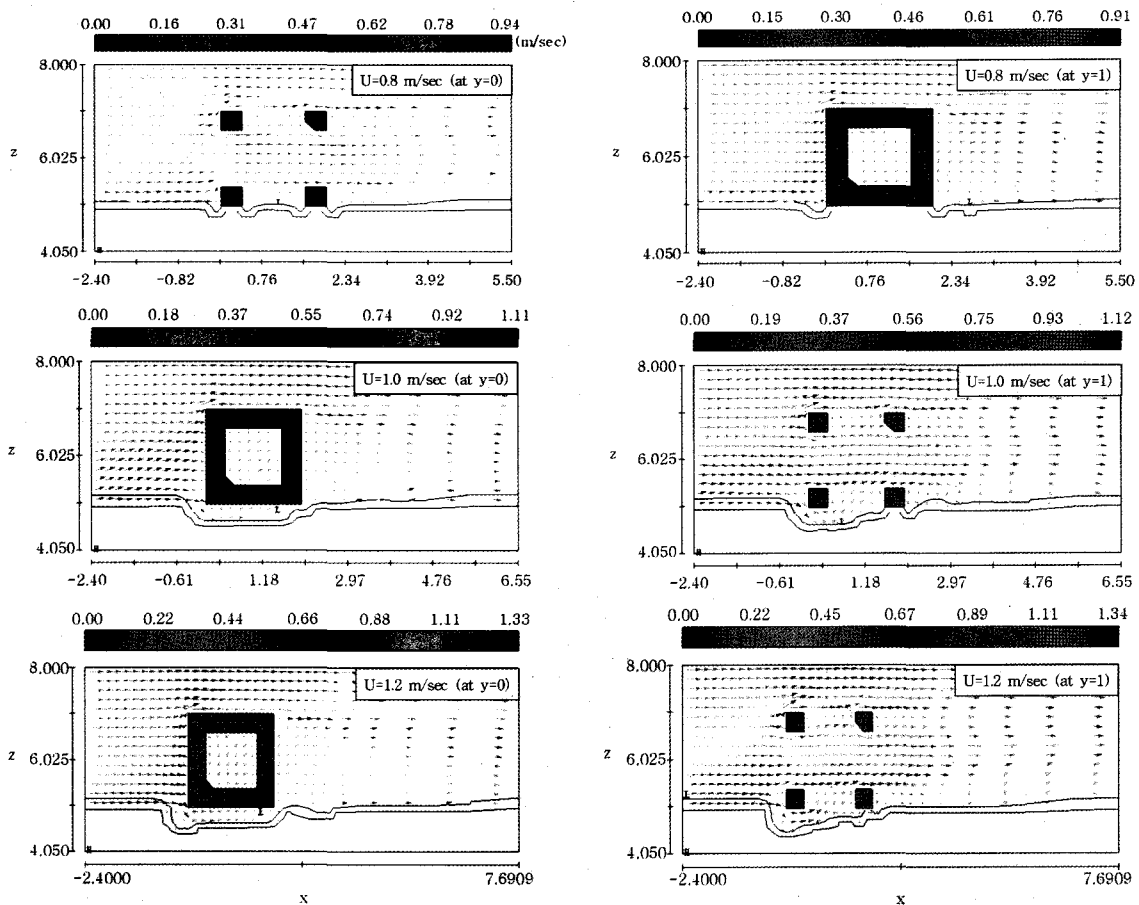 0.00 0.16 0.31 0.47 0.62 0.78 0.94
(m/sec)
8.000
U=0.8 m/sec (at y=0)
z
6.025
4.050
-2.40 -0.82 0.76 2.34 3.92 5.50
0.00 0.15 0.30 0.46 0.61 0.76 0.91
8.000
U=0.8 m/sec (at y=1)
z
6.025
4.050
-2.40 -0.82 0.76 2.34 3.92 5.50
0.00 0.18 0.37 0.55 0.74 0.92 1.11
8.000
U=1.0 m/sec (at y=0)
z
6.025
4.050
-2.40 -0.61 1.18 2.97 4.76 6.55
0.00 0.19 0.37 0.56 0.75 0.93 1.12
8.000
U=1.0 m/sec (at y=1)
z
6.025
4.050
-2.40 -0.61 1.18 2.97 4.76 6.55
0.00 0.22 0.44 0.66 0.88 1.11 1.33
8.000
U=1.2 m/sec (at y=0)
z
6.025
4.050
-2.4000 7.6909
x
0.00 0.22 0.45 0.67 0.89 1.11 1.34
8.000
U=1.2 m/sec (at y=1)
z
6.025
4.050
-2.4000 7.6909
x